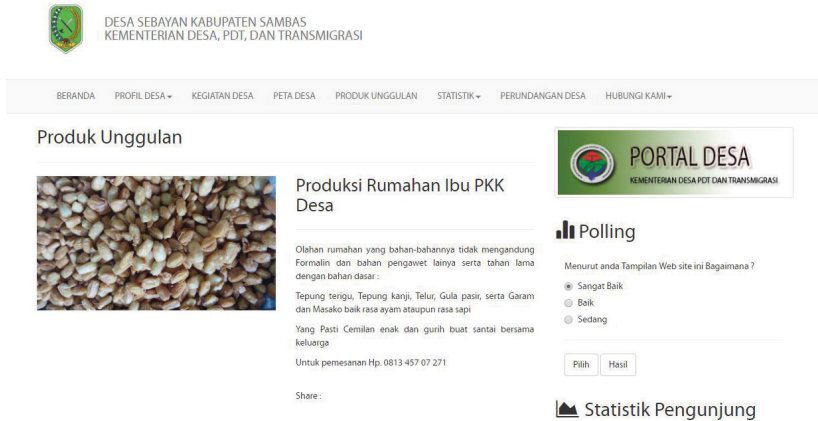 DESA SEBAYAN KABUPATEN SAMBAS
KEMENTERIAN DESA, PDT, DAN TRANSMIGRASI
BERANDA PROFIL DESA KEGIATAN DESA PETA DESA PRODUK UNGGULAN STATISTIK PERUNDANGAN DESA HUBUNGI KAMI
Produk Unggulan
Produksi Rumahan Ibu PKK
Desa
Olahan rumahan yang bahan-bahannya tidak mengandung
Formalin dan bahan pengawet lainya serta tahan lama
dengan bahan dasar :
Tepung terigu, Tepung kanji, Telur, Gula pasir, serta Garam
dan Masako baik rasa ayam ataupun rasa sapi
Yang Pasti Cemilan enak dan gurih buat santai bersama
keluarga
Untuk pemesanan Hp. 0813 457 07 271
Share :
PORTAL DESA
KEMENTERIAN DESA PDT DAN TRANSMIGRASI
Polling
Menurut anda Tampilan Web site ini Bagaimana ?
Sangat Baik
Baik
Sedang
Pilih Hasil
Statistik Pengunjung